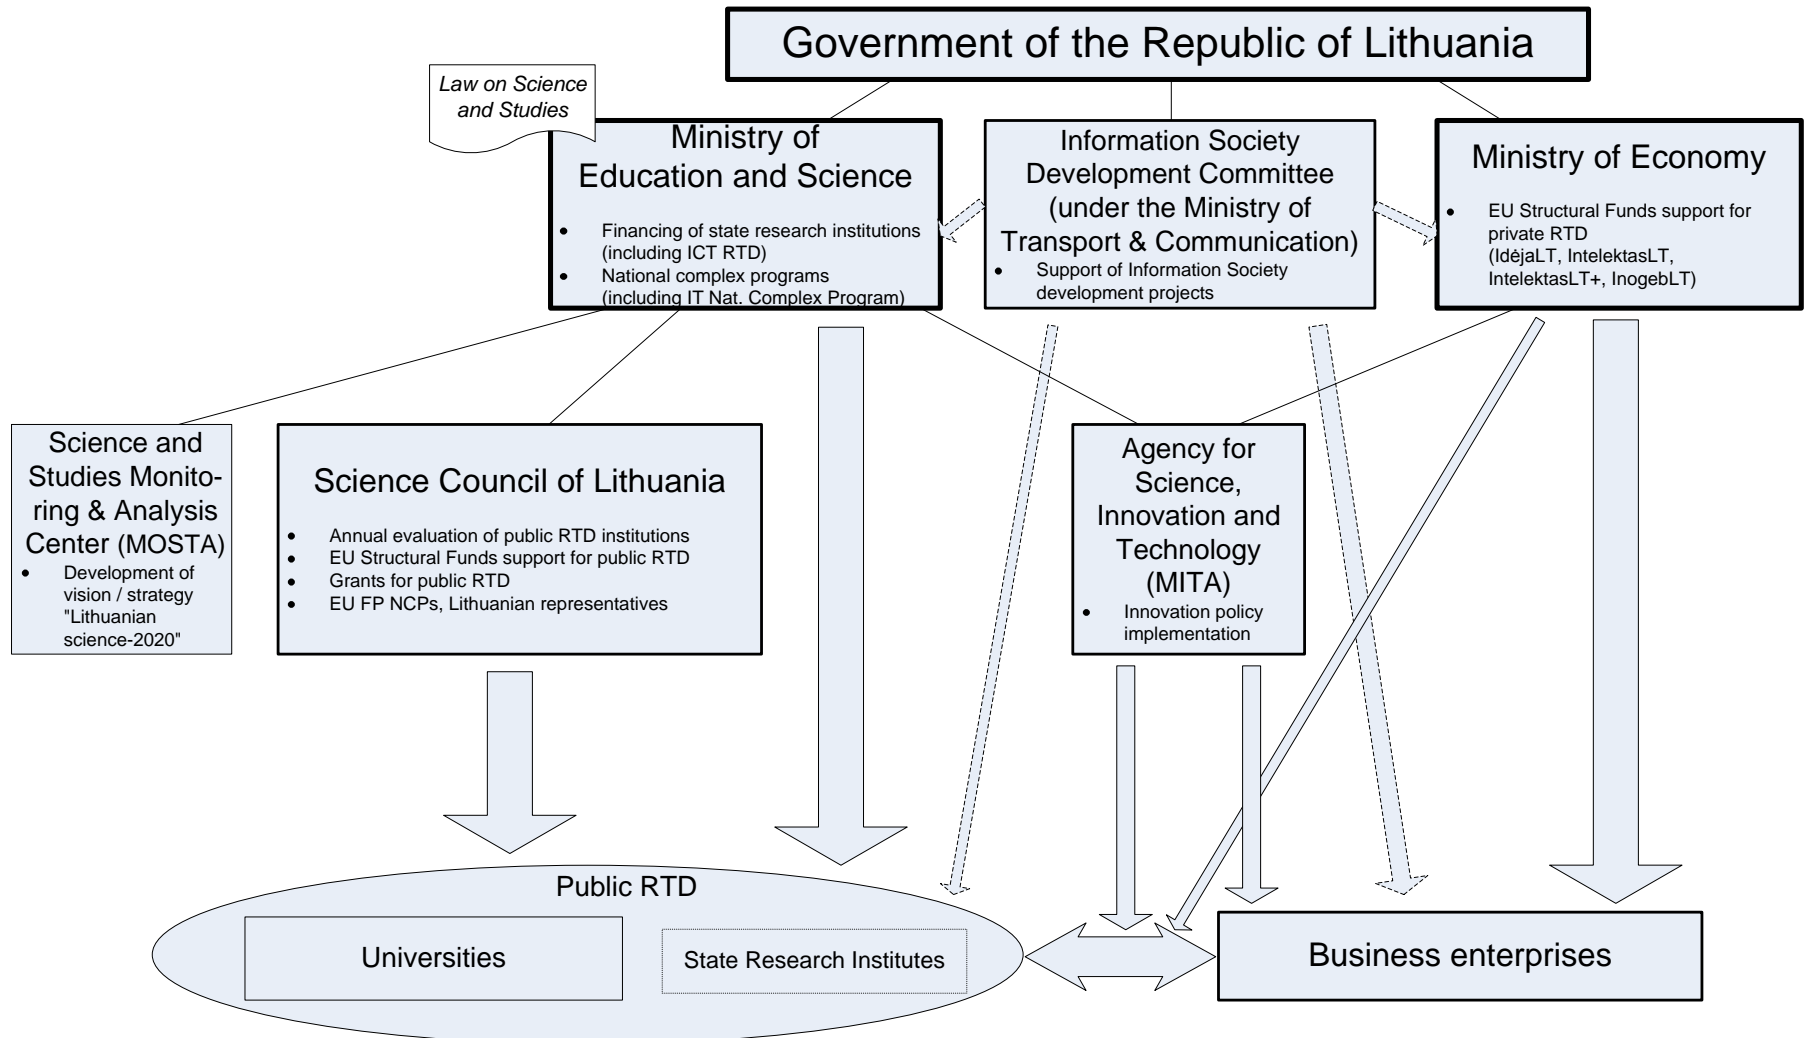 Government of the Republic of Lithuania
Law on Science
and Studies
Ministry of
Education and Science
• Financing of state research institutions
(including ICT RTD)
• National complex programs
(including IT Nat. Complex Program)
Information Society
Development Committee
(under the Ministry of
Transport & Communication)
• Support of Information Society
development projects
Ministry of Economy
• EU Structural Funds support for
private RTD
(IdėjaLT, IntelektasLT,
IntelektasLT+, InogebLT)
Science and
Studies Monito-
ring & Analysis
Center (MOSTA)
• Development of
vision / strategy
"Lithuanian
science-2020"
Science Council of Lithuania
• Annual evaluation of public RTD institutions
• EU Structural Funds support for public RTD
• Grants for public RTD
• EU FP NCPs, Lithuanian representatives
Agency for
Science,
Innovation and
Technology
(MITA)
• Innovation policy
implementation
Public RTD
Universities
State Research Institutes
Business enterprises